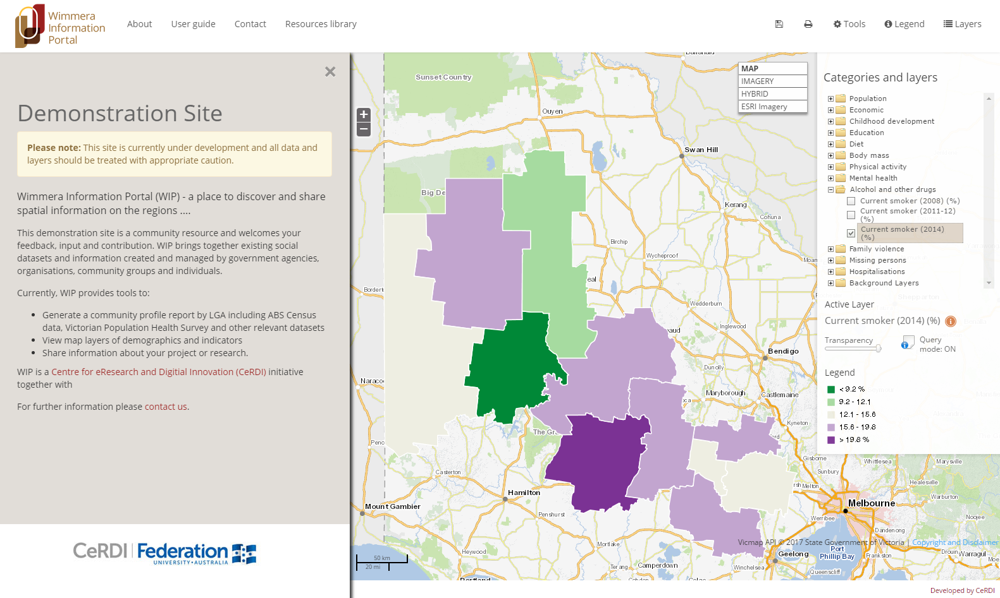 Wimmera
Information
Portal
About
User guide
Contact
Resources library
Tools
Legend
Layers
Demonstration Site
Please note: This site is currently under development and all data and
layers should be treated with appropriate caution.
Wimmera Information Portal (WIP) - a place to discover and share
spatial information on the regions ....
This demonstration site is a community resource and welcomes your
feedback, input and contribution. WIP brings together existing social
datasets and information created and managed by government agencies,
organisations, community groups and individuals.
Currently, WIP provides tools to:
• Generate a community profile report by LGA including ABS Census
data, Victorian Population Health Survey and other relevant datasets
• View map layers of demographics and indicators
• Share information about your project or research.
WIP is a Centre for eResearch and Digitial Innovation (CeRDI) initiative
together with
For further information please contact us.
CeRDI
Federation
UNIVERSITY • AUSTRALIA
MAP
IMAGERY
HYBRID
ESRI Imagery
Sunset Country
Ouyen
Swan Hill
Big De
Kerang
Cohuna
Birchip
Wycheproof
Moan
eal
Bordert
Wedderburn
Inglewood
aud
Bendigo
Dunolly
Naraco
Maryborough
Castlemaine
oca
Kyneton
The Gr
ord
Peno
Gisborne
Sunbury
Whittlesea
Marysville
Casterton
Healesville
rsh
Melton
Hamilton
Warburton
Mount Gambier
Melbourne
Penshurst
Werribee
Noojee
Dandenong
Mortlake
Vicmap API © 2017 State Government of Victoria | Copyright and Disclaimer
Heywood
Geelong
Port
Phillip Bay
Frankston
Drouin
Warragul
Moe
Terang
Camperdown
Winchelsea
Queenscliff
Portland
Cobden
Colac
50 km
20 mi
Categories and layers
Population
Economic
Childhood development
Education
Diet
Body mass
Physical activity
Mental health
Alcohol and other drugs
Current smoker (2008) (%)
Current smoker (2011-12)
(%)
Current smoker (2014)
(%)
Family violence
Missing persons
Hospitalisations
Background Layers
Shepparton
Active Layer
Current smoker (2014) (%)
Transparency
Query
mode: ON
Legend
< 9.2 %
9.2 - 12.1
12.1 - 15.6
15.6 - 19.8
> 19.8 %
Alexandra
Developed by CeRDI